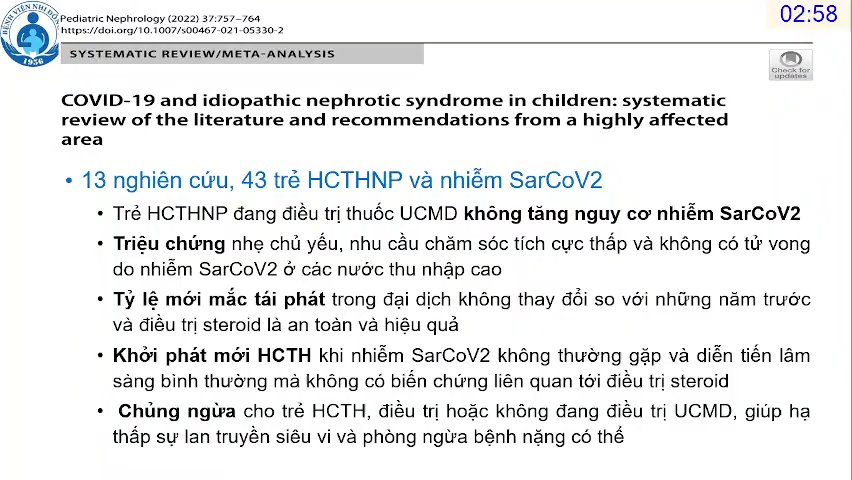 02:58
BỆNH VIỆN NHI ĐỒN
1956
Pediatric Nephrology (2022) 37:757–764
https://doi.org/10.1007/s00467-021-05330-2
SYSTEMATIC REVIEW/META-ANALYSIS
Check for
updates
COVID-19 and idiopathic nephrotic syndrome in children: systematic
review of the literature and recommendations from a highly affected
area
• 13 nghiên cứu, 43 trẻ HCTHNP và nhiễm SarCoV2
• Trẻ HCTHNP đang điều trị thuốc UCMD không tăng nguy cơ nhiễm SarCoV2
• Triệu chứng nhẹ chủ yếu, nhu cầu chăm sóc tích cực thấp và không có tử vong
do nhiễm SarCoV2 ở các nước thu nhập cao
• Tỷ lệ mới mắc tái phát trong đại dịch không thay đổi so với những năm trước
và điều trị steroid là an toàn và hiệu quả
• Khởi phát mới HCTH khi nhiễm SarCoV2 không thường gặp và diễn tiến lâm
sàng bình thường mà không có biến chứng liên quan tới điều trị steroid
• Chủng ngừa cho trẻ HCTH, điều trị hoặc không đang điều trị UCMD, giúp hạ
thấp sự lan truyền siêu vi và phòng ngừa bệnh nặng có thể